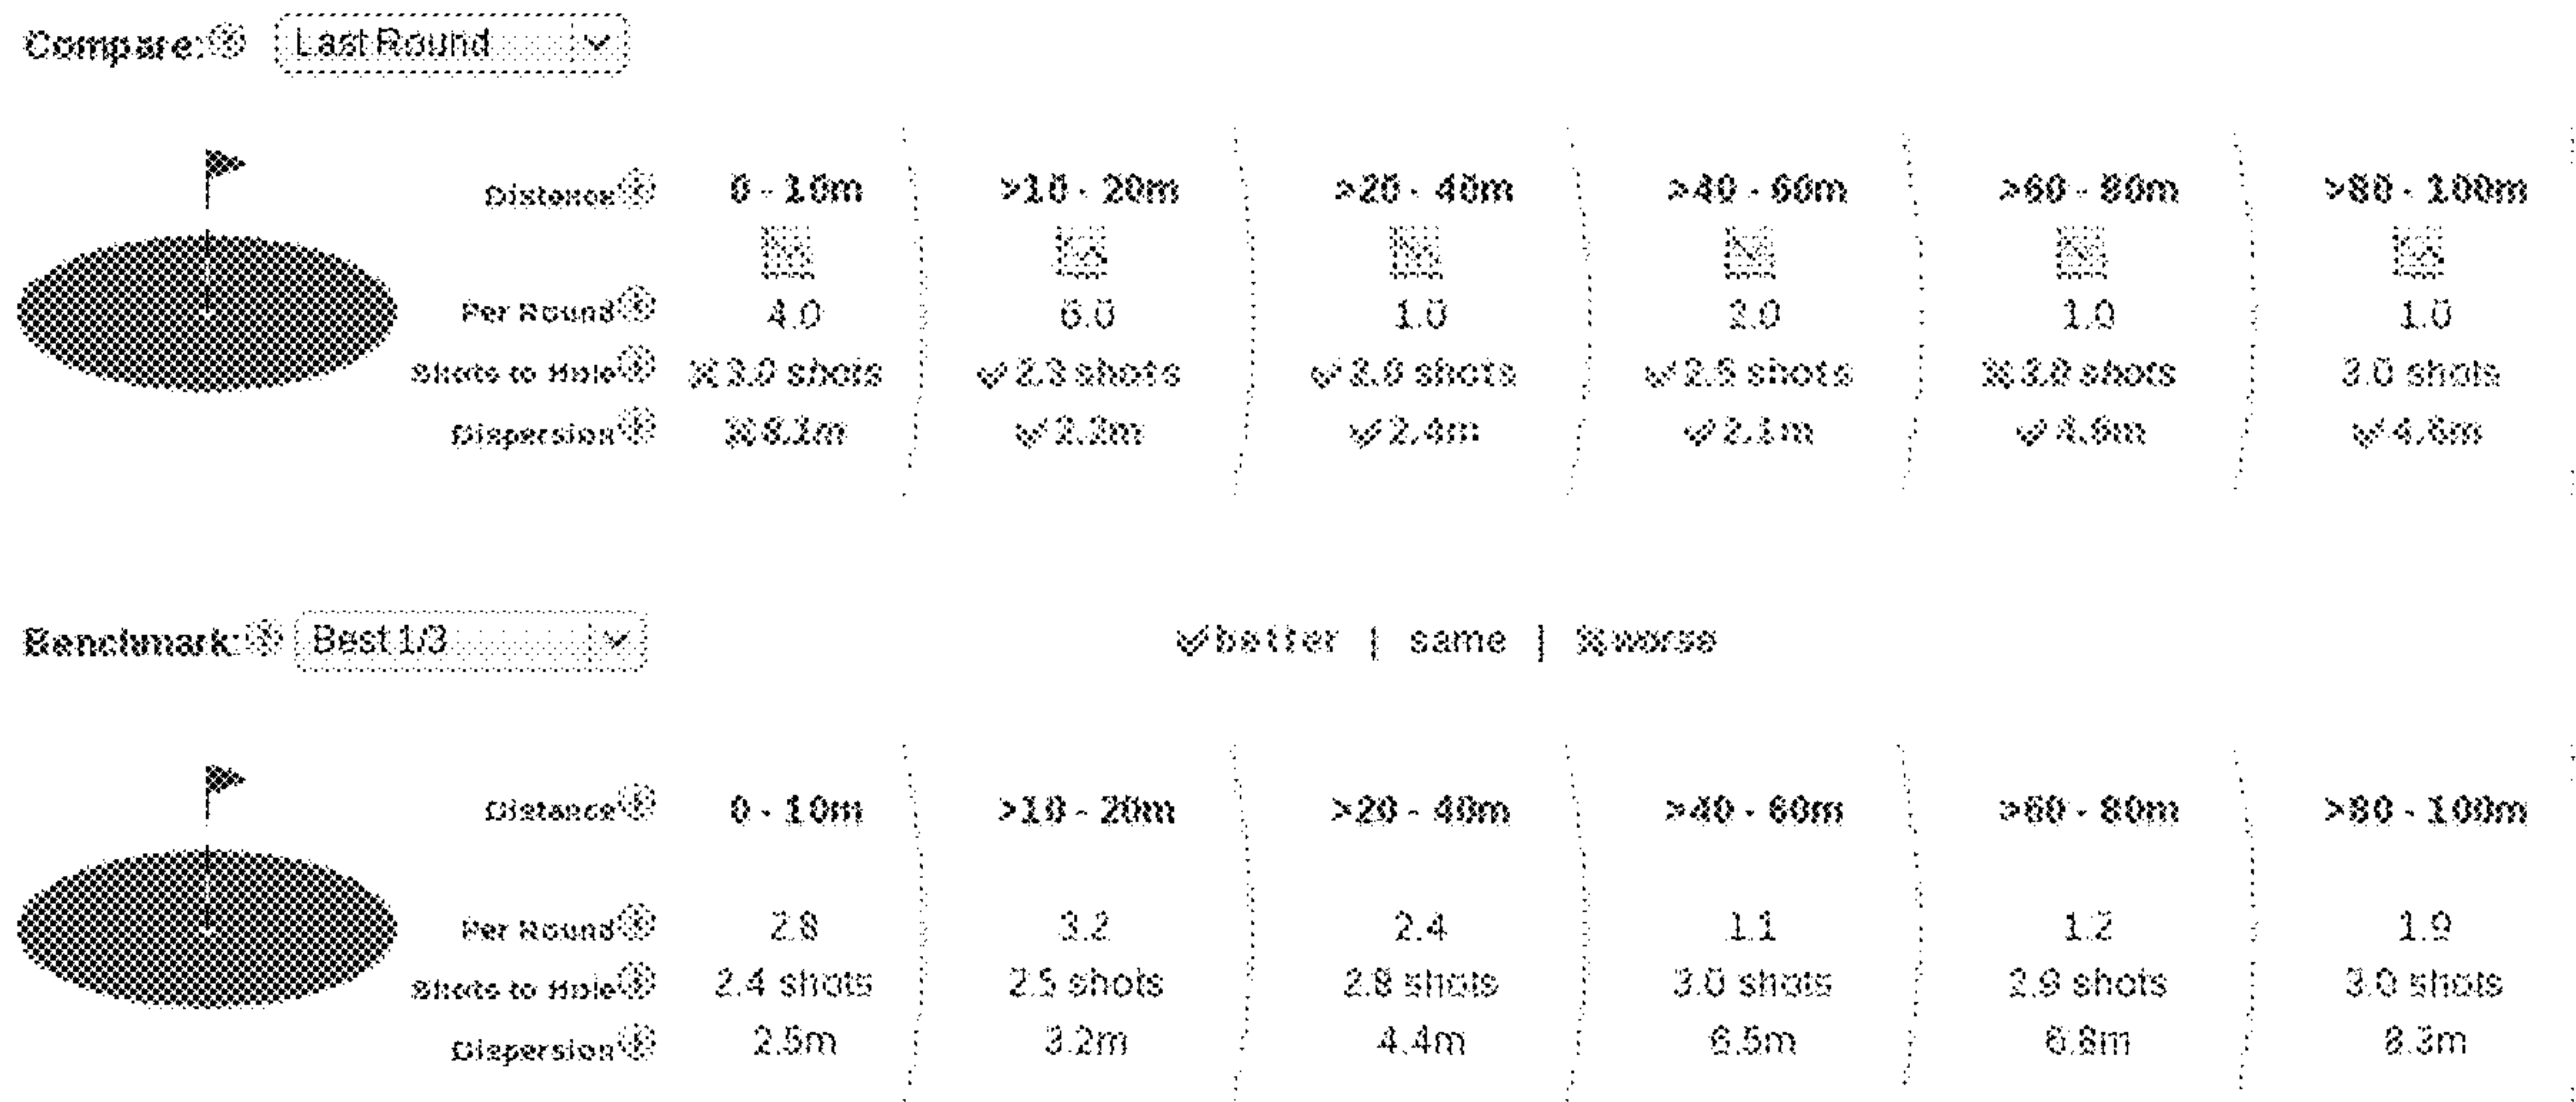 Compare: Last Round
Distance 0 - 10m >10 - 20m >20 - 40m >40 - 60m >60 - 80m >80 - 100m
Per Round 4.0 6.0 1.0 2.0 1.0 1.0
Shots to Hole ✕3.0 shots ✓2.3 shots ✓2.0 shots ✓2.5 shots ✕3.0 shots 3.0 shots
Dispersion ✓2.2m ✓2.4m ✓2.1m ✓4.6m
Benchmark: Best 1/3 ✓better | same | ✕worse
Distance 0 - 10m >10 - 20m >20 - 40m >40 - 60m >60 - 80m >80 - 100m
Per Round 2.8 3.2 2.4 1.1 1.2 1.9
Shots to Hole 2.4 shots 2.5 shots 2.8 shots 3.0 shots 2.9 shots 3.0 shots
Dispersion 2.5m 3.2m 4.4m 6.5m 6.8m 8.3m